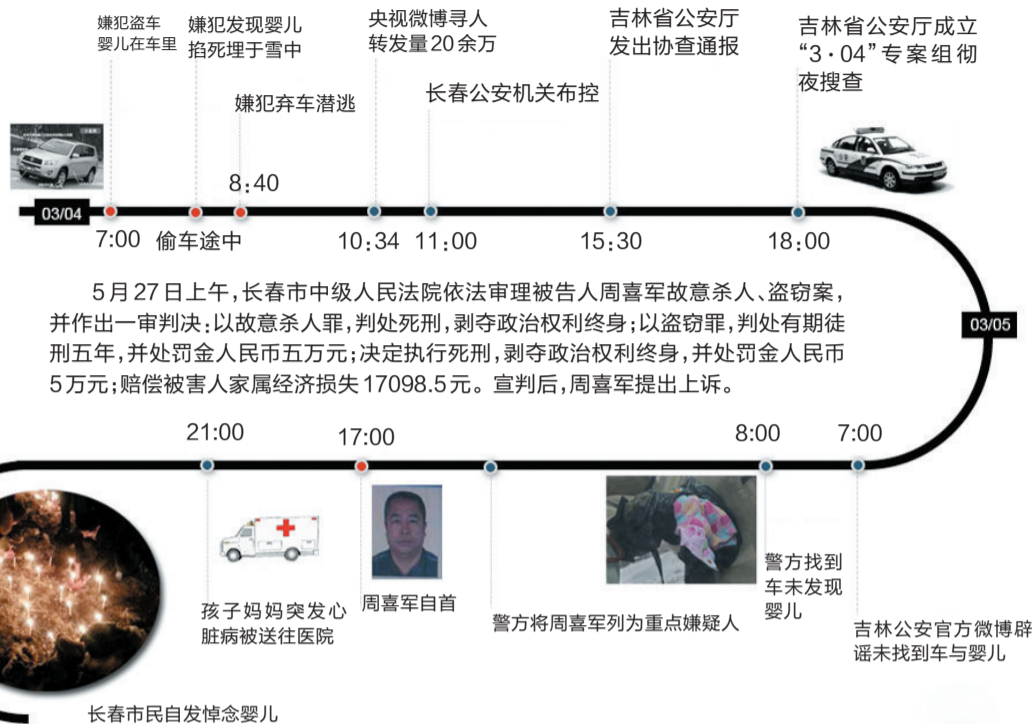 嫌犯盗车
婴儿在车里
嫌犯发现婴儿
掐死埋于雪中
嫌犯弃车潜逃
央视微博寻人
转发量20余万
长春公安机关布控
吉林省公安厅
发出协查通报
吉林省公安厅成立
“3·04”专案组彻
夜搜查
8:40
03/04
7:00 偷车途中
10:34 11:00
15:30
18:00
5月27日上午,长春市中级人民法院依法审理被告人周喜军故意杀人、盗窃案,
并作出一审判决:以故意杀人罪,判处死刑,剥夺政治权利终身;以盗窃罪,判处有期徒
刑五年,并处罚金人民币五万元;决定执行死刑,剥夺政治权利终身,并处罚金人民币
5万元;赔偿被害人家属经济损失17098.5元。宣判后,周喜军提出上诉。
03/05
7:00
8:00
17:00
21:00
吉林公安官方微博辟
谣未找到车与婴儿
警方找到
车未发现
婴儿
警方将周喜军列为重点嫌疑人
周喜军自首
孩子妈妈突发心
脏病被送往医院
长春市民自发悼念婴儿